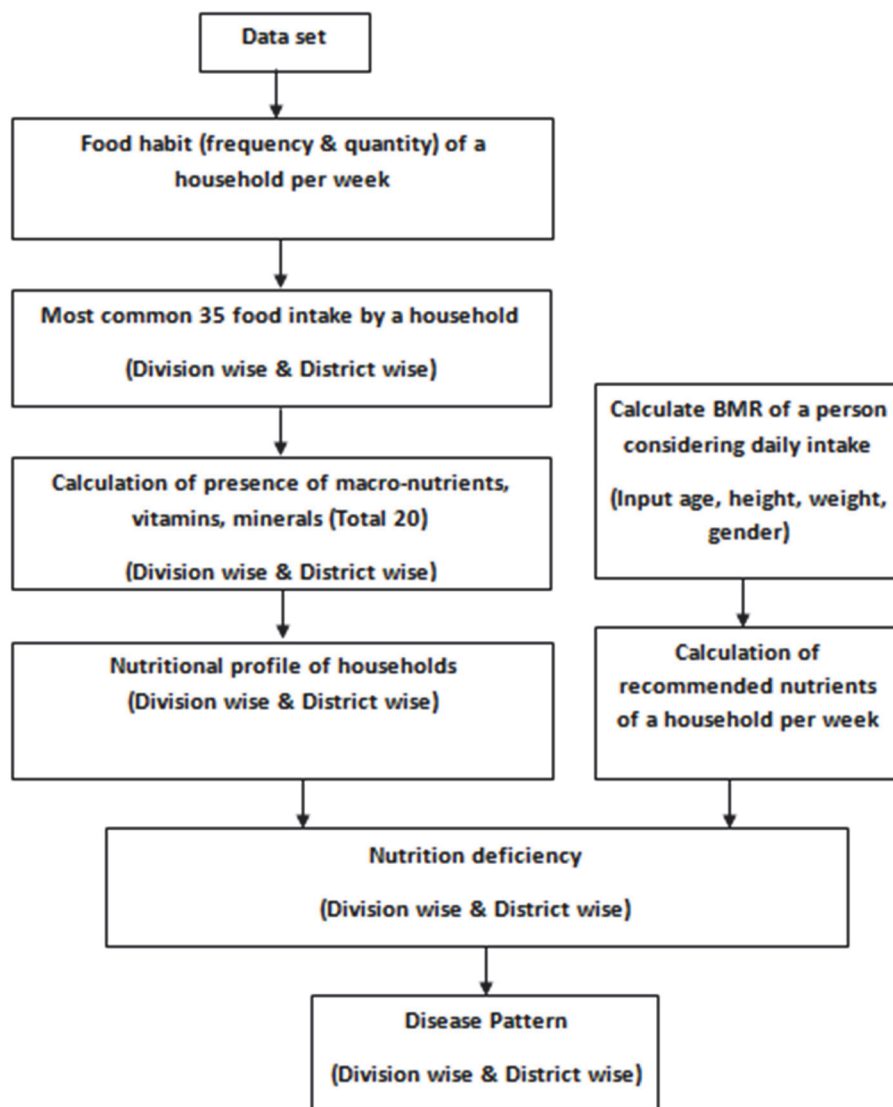 Data set
Food habit (frequency & quantity) of a
household per week
Most common 35 food intake by a household
(Division wise & District wise)
Calculation of presence of macro-nutrients,
vitamins, minerals (Total 20)
(Division wise & District wise)
Nutritional profile of households
(Division wise & District wise)
Calculate BMR of a person
considering daily intake
(Input age, height, weight,
gender)
Calculation of
recommended nutrients
of a household per week
Nutrition deficiency
(Division wise & District wise)
Disease Pattern
(Division wise & District wise)